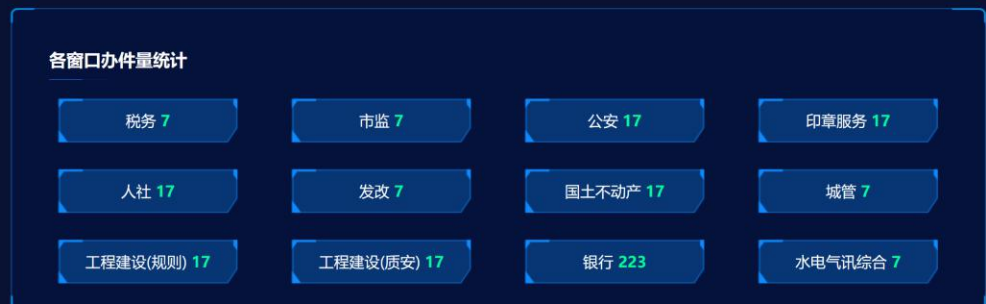 各窗口办件量统计
税务 7
市监 7
公安 17
印章服务 17
人社 17
发改 7
国土不动产 17
城管 7
工程建设(规则) 17
工程建设(质安) 17
银行 223
水电气讯综合 7